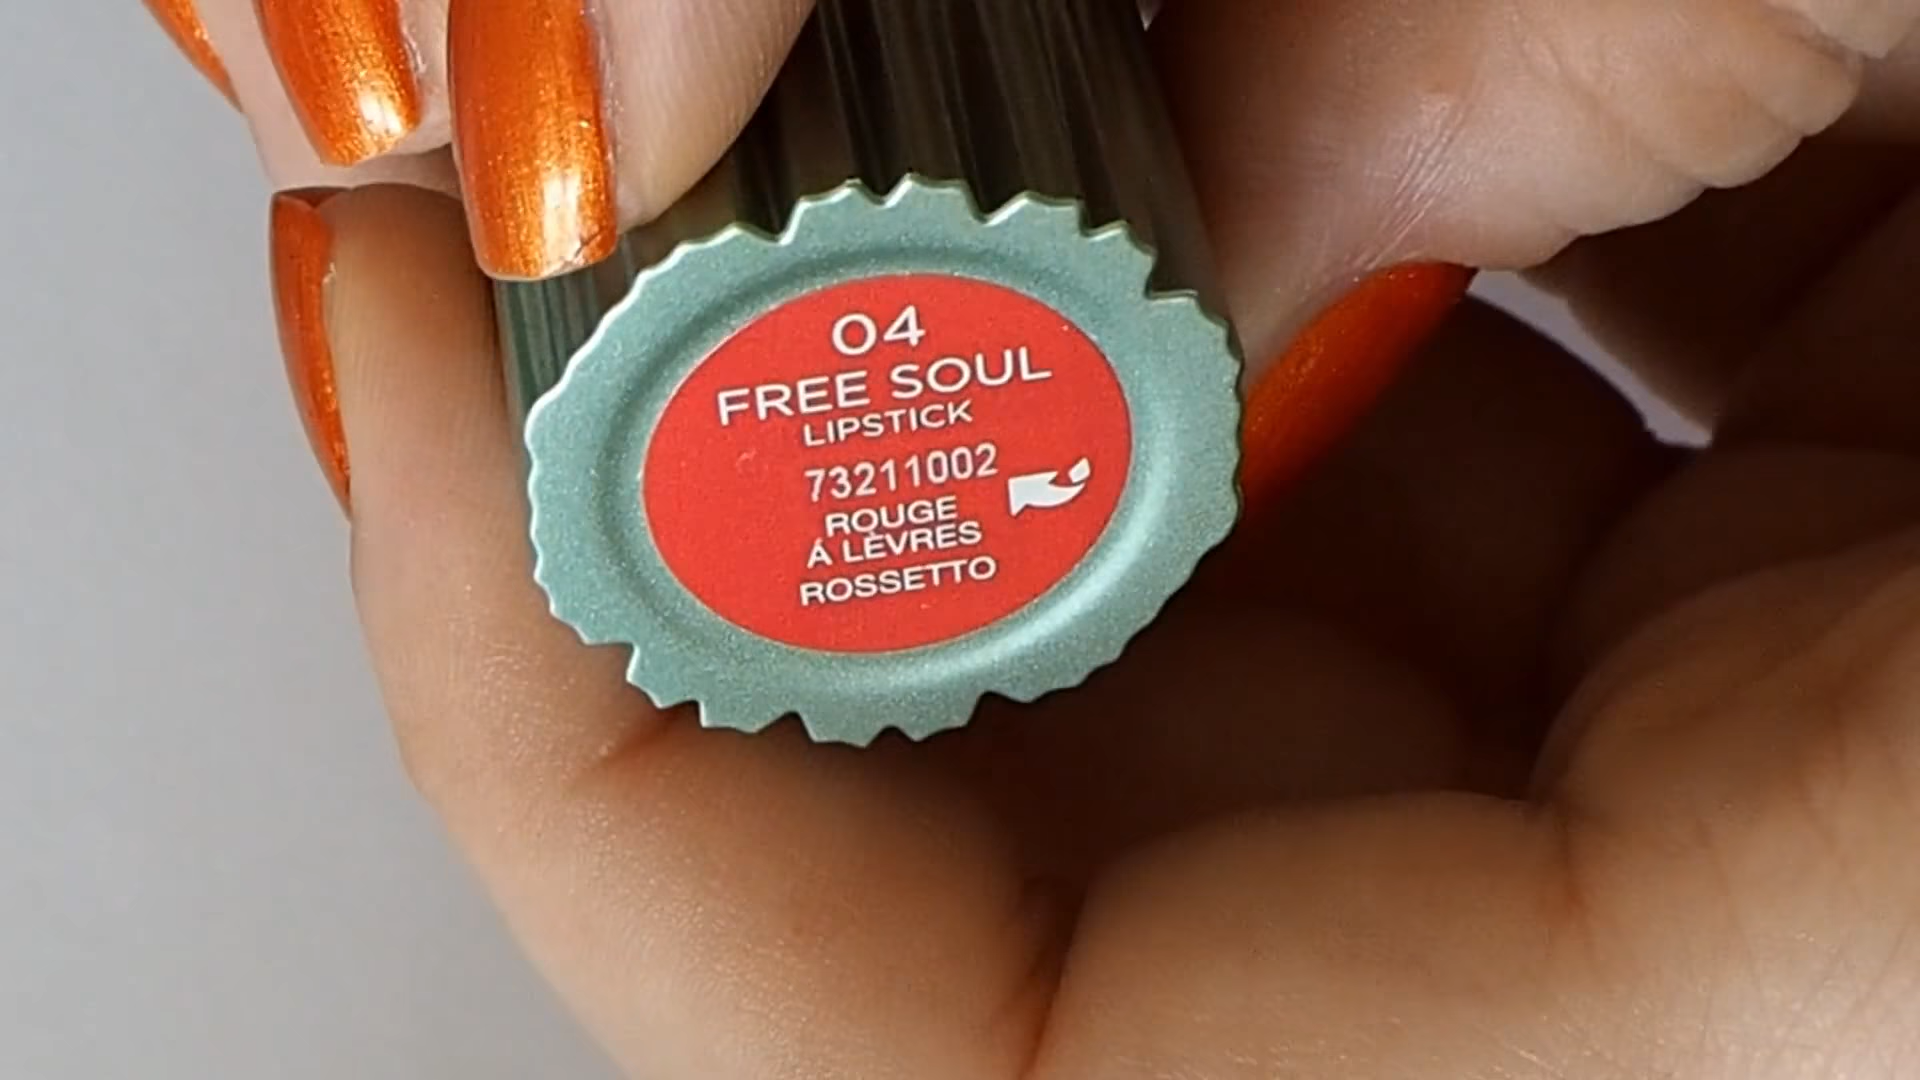 04
FREE SOUL
LIPSTICK
73211002
ROUGE
Á LÈVRES
ROSSETTO